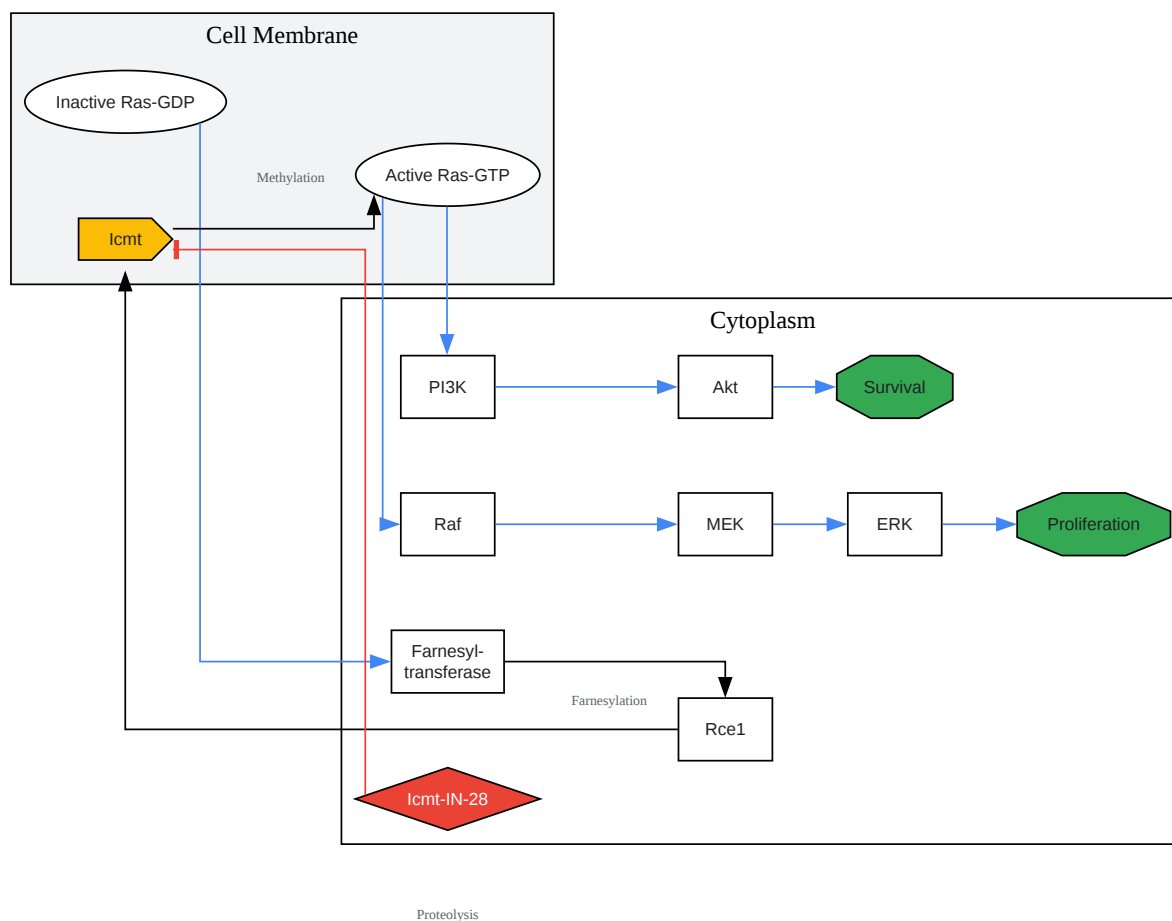 Cell Membrane
Inactive Ras-GDP
Methylation
Active Ras-GTP
Icmt
Cytoplasm
PI3K
Akt
Survival
Raf
MEK
ERK
Proliferation
Farnesyl-
transferase
Farnesylation
Rce1
Icmt-IN-28
Proteolysis